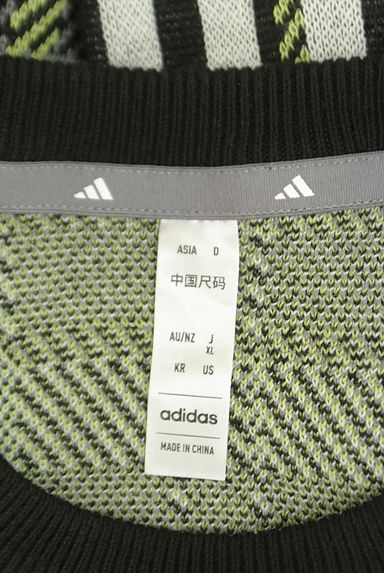 ASIA D
中国尺码
AU/NZ J
XL
KR US
adidas
MADE IN CHINA